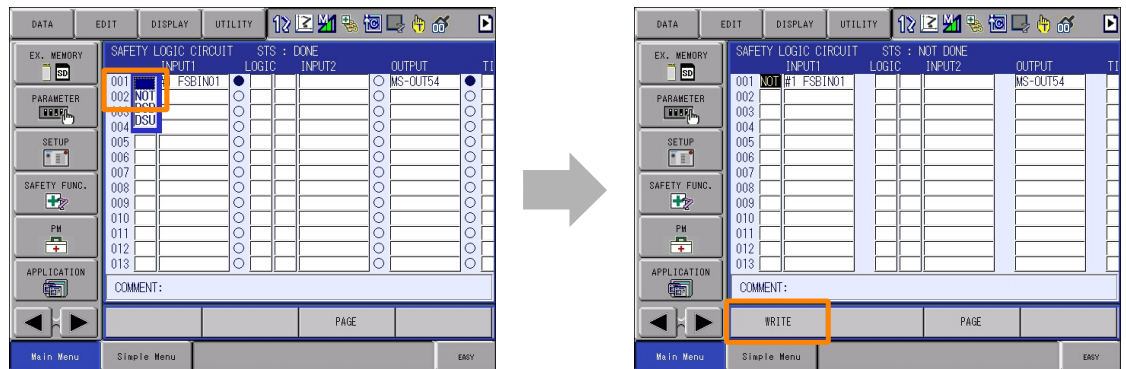 DATA EDIT DISPLAY UTILITY
EX. MEMORY
SD
PARAMETER
SETUP
SAFETY FUNC.
PM
APPLICATION
SAFETY LOGIC CIRCUIT STS : DONE
INPUT1 LOGIC INPUT2 OUTPUT TI
001 # FSBIN01 MS-OUT54
002 NOT
003 DSD
004 DSU
005
006
007
008
009
010
011
012
013
COMMENT:
PAGE
Main Menu Simple Menu EASY
DATA EDIT DISPLAY UTILITY
EX. MEMORY
SD
PARAMETER
SETUP
SAFETY FUNC.
PM
APPLICATION
SAFETY LOGIC CIRCUIT STS : NOT DONE
INPUT1 LOGIC INPUT2 OUTPUT TI
001 NOT #1 FSBIN01 MS-OUT54
002
003
004
005
006
007
008
009
010
011
012
013
COMMENT:
WRITE PAGE
Main Menu Simple Menu EASY